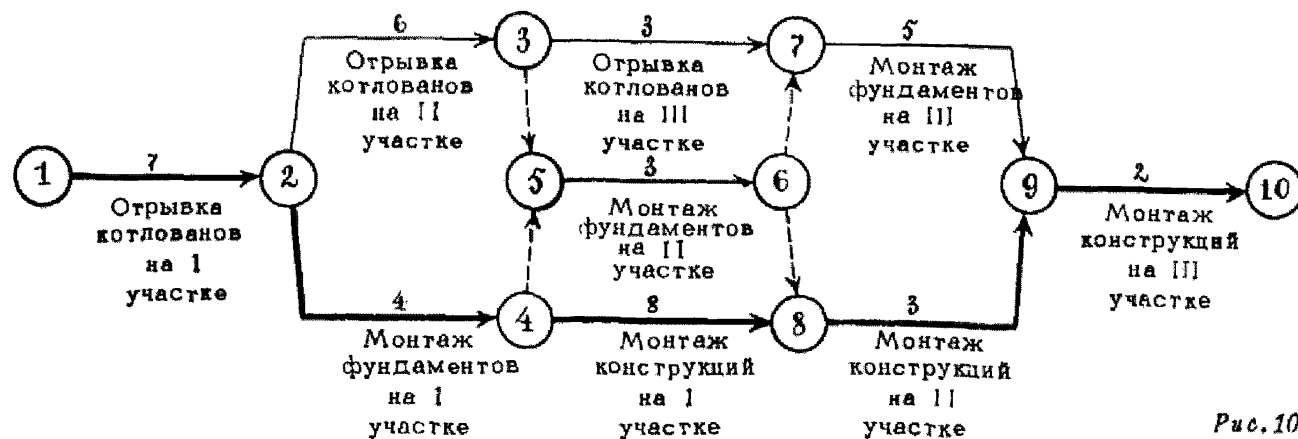 6
3
5
3
7
Отрывка
котлованов
на II
участке
Отрывка
котлованов
на III
участке
Монтаж
фундаментов
на III
участке
1
7
2
5
3
6
9
2
10
Отрывка
котлованов
на I
участке
Монтаж
фундаментов
на II
участке
Монтаж
конструкций
на III
участке
4
4
8
8
3
Монтаж
фундаментов
на I
участке
Монтаж
конструкций
на I
участке
Монтаж
конструкций
на II
участке
Рис.10